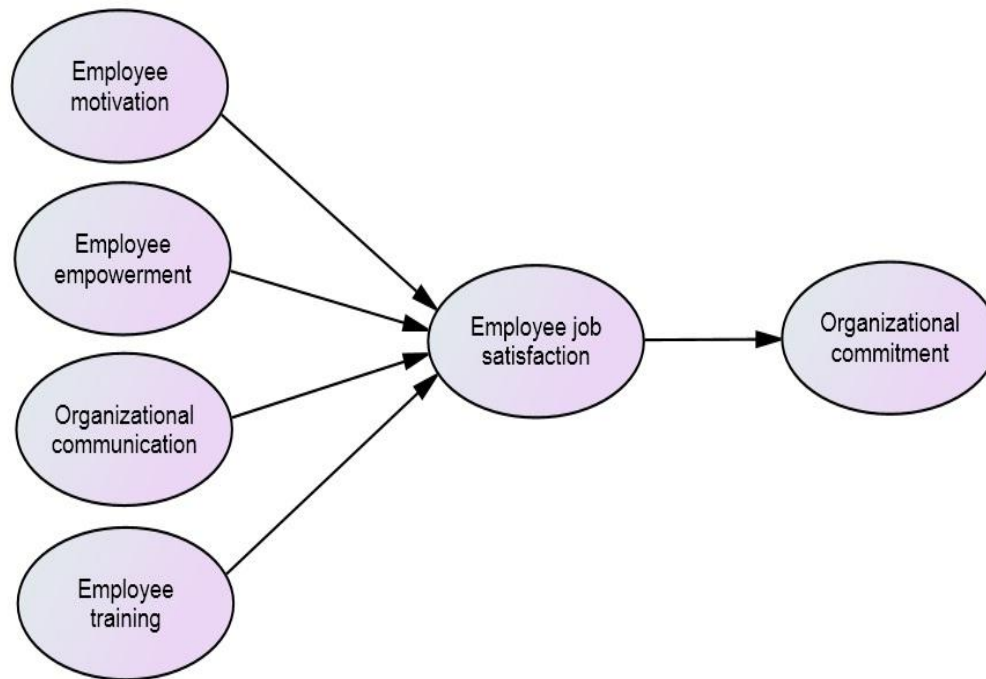 Employee
motivation
Employee
empowerment
Organizational
communication
Employee
training
Employee job
satisfaction
Organizational
commitment